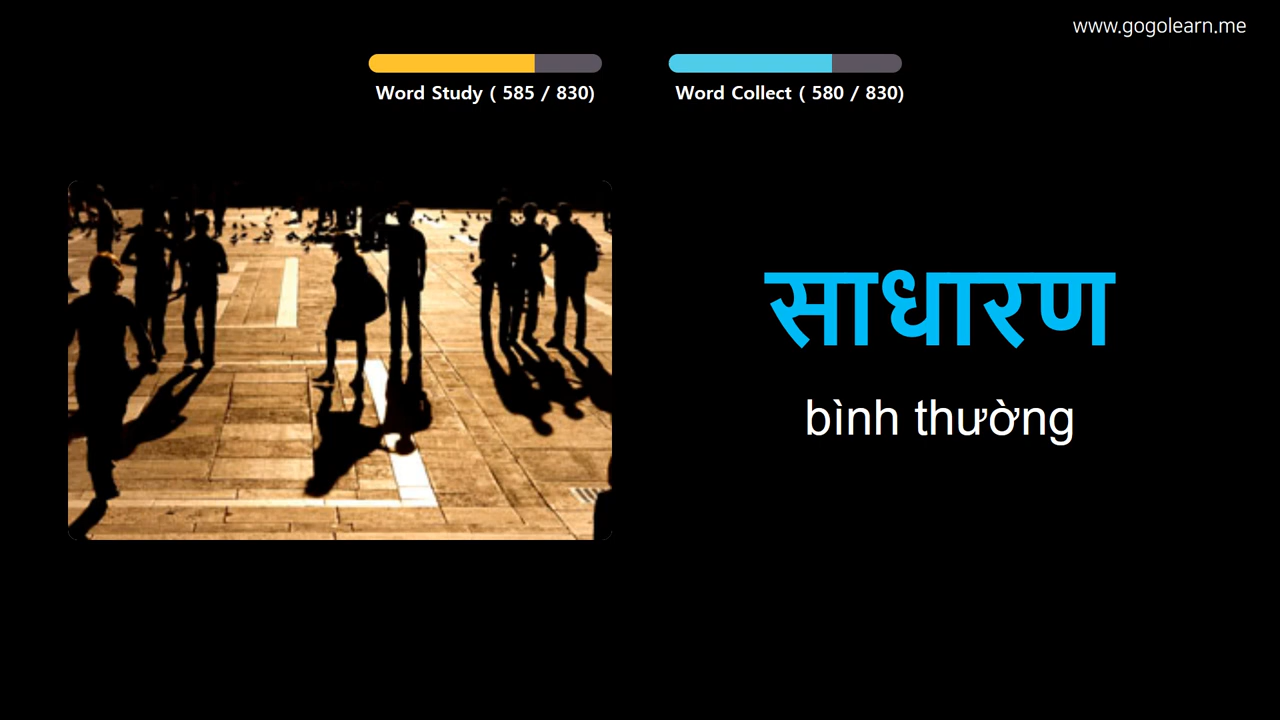 www.gogolearn.me
Word Study ( 585 / 830)
Word Collect ( 580 / 830)
साधारण
bình thường